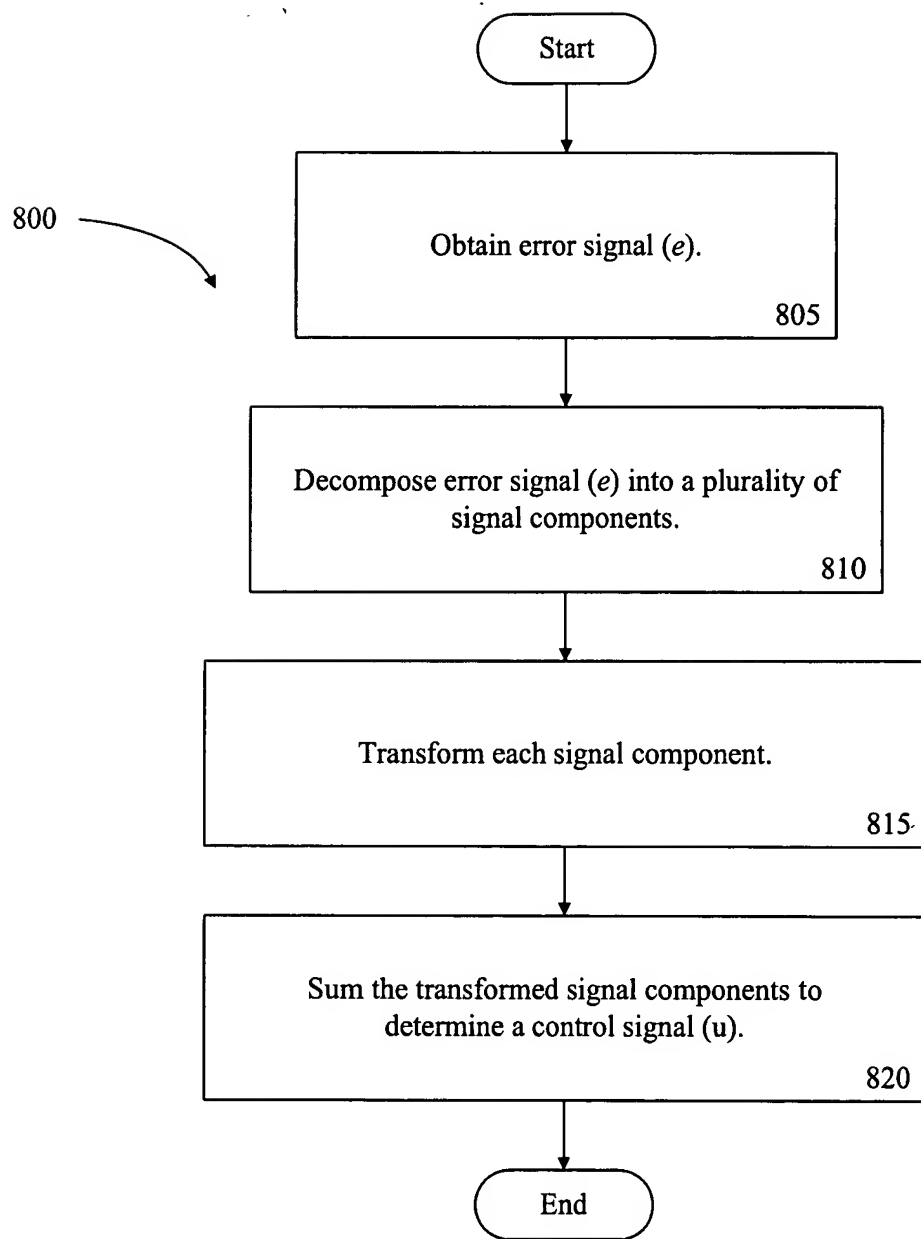 Start
800
Obtain error signal (e).
805
Decompose error signal (e) into a plurality of
signal components.
810
Transform each signal component.
815
Sum the transformed signal components to
determine a control signal (u).
820
End